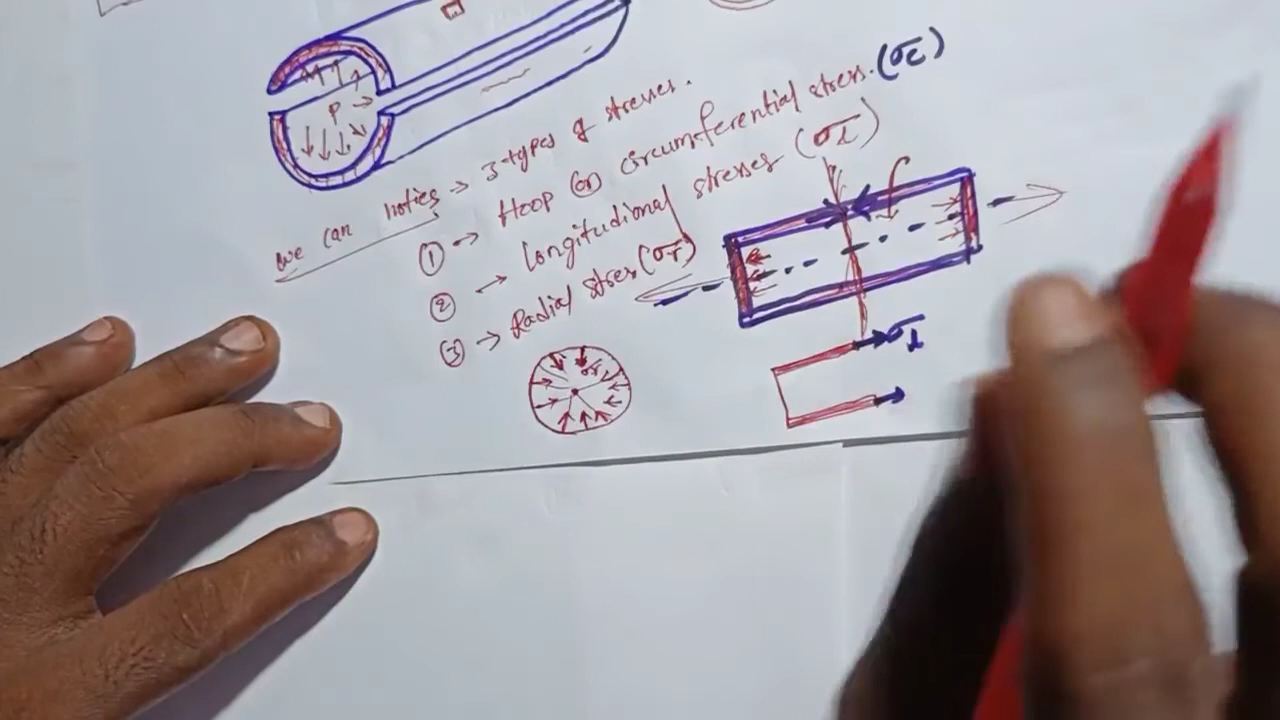 P
we can noties → 3-types of stresses.
① → Hoop (or) circumferential stress. (σc)
② → Longitudional stresses (σL)
③ → Radial stress (σr)
σr
σL